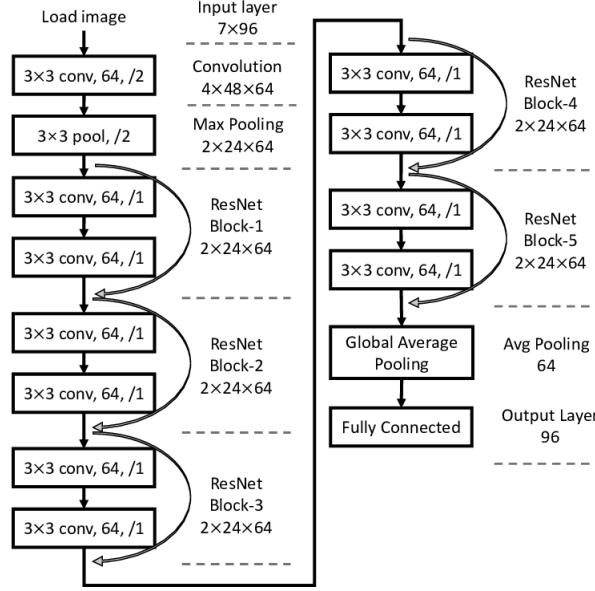 Load image
Input layer
7×96
3×3 conv, 64, /2
Convolution
4×48×64
3×3 pool, /2
Max Pooling
2×24×64
3×3 conv, 64, /1
3×3 conv, 64, /1
ResNet
Block-1
2×24×64
3×3 conv, 64, /1
3×3 conv, 64, /1
ResNet
Block-2
2×24×64
3×3 conv, 64, /1
3×3 conv, 64, /1
ResNet
Block-3
2×24×64
3×3 conv, 64, /1
3×3 conv, 64, /1
ResNet
Block-4
2×24×64
3×3 conv, 64, /1
3×3 conv, 64, /1
ResNet
Block-5
2×24×64
Global Average
Pooling
Avg Pooling
64
Fully Connected
Output Layer
96